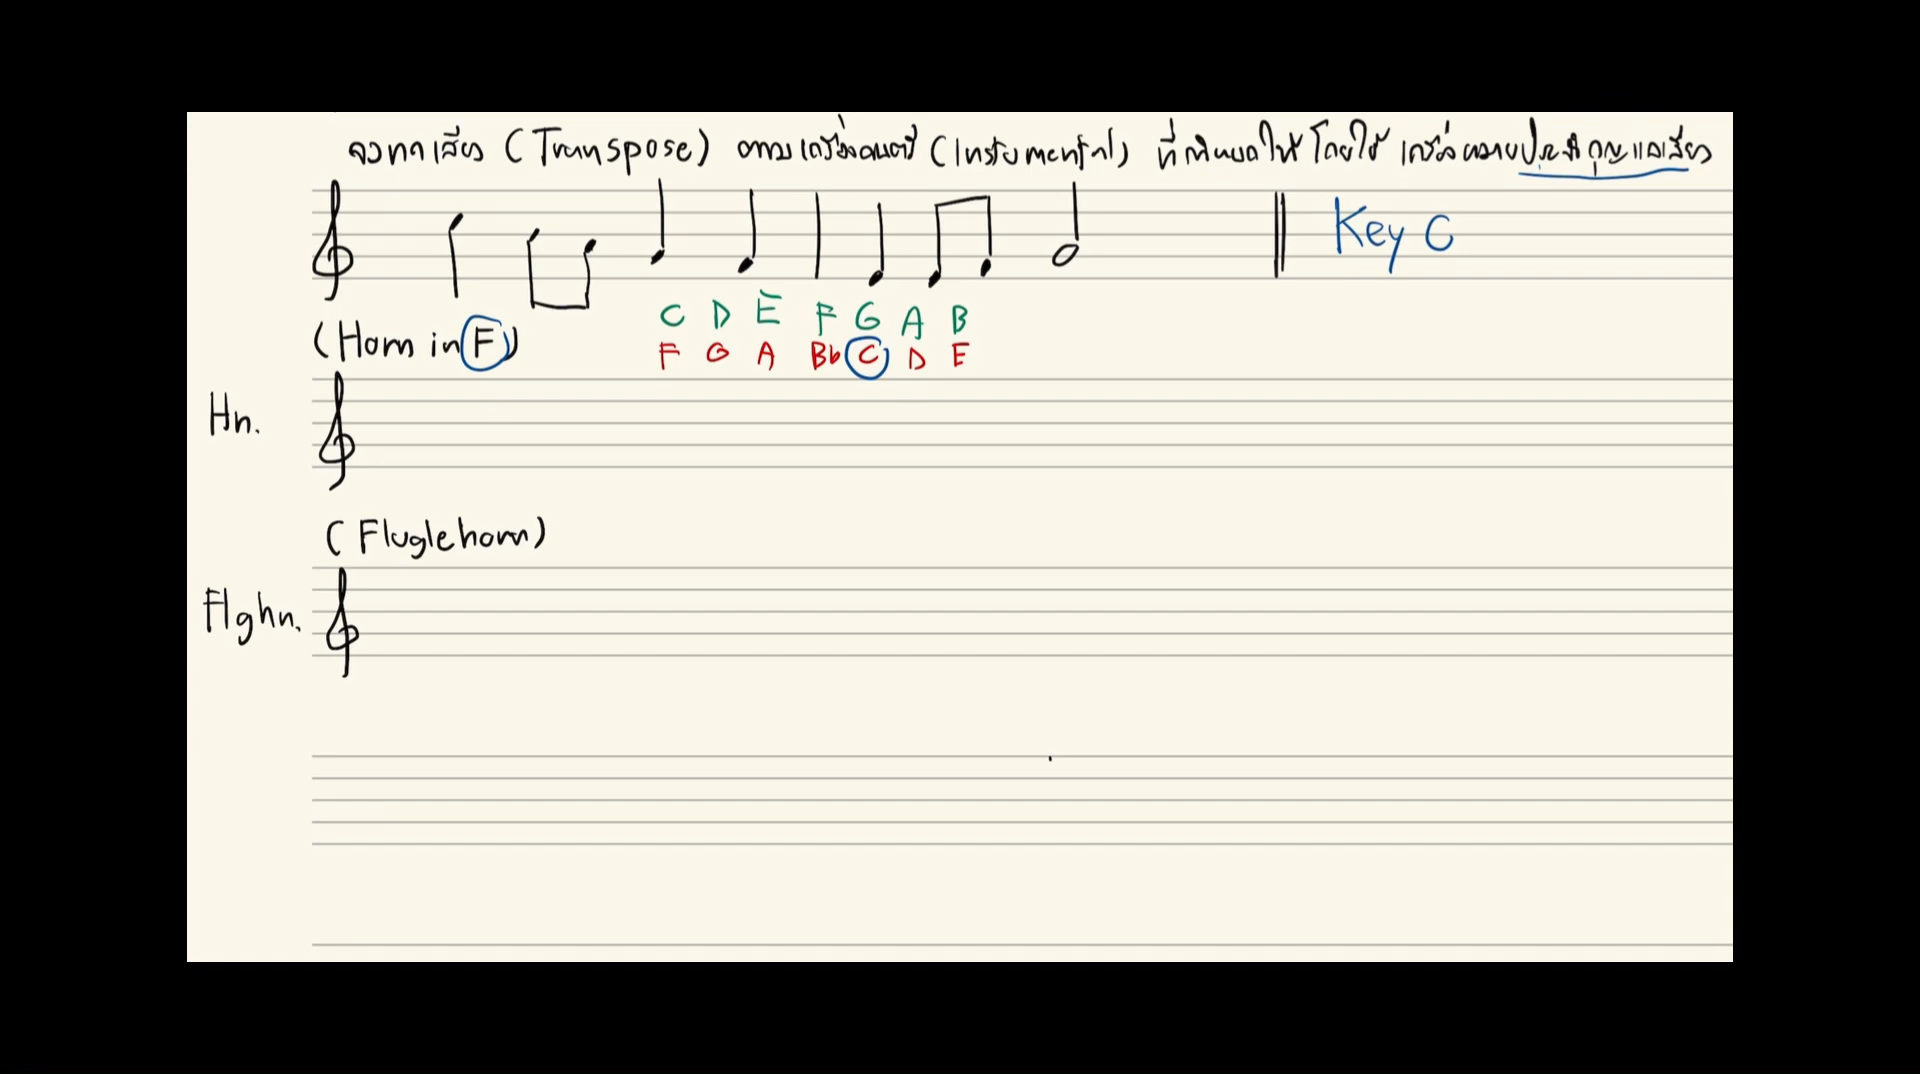 จงทดเสียง (Transpose) ตามเครื่องดนตรี (Instumental) ที่กำหนดให้ โดยใช้ เครื่องหมายประจำกุญแจเสียง
Key C
C D E F G A B
(Horn in F)
F G A Bb C D E
Hn.
(Fluglehorn)
Flghn.